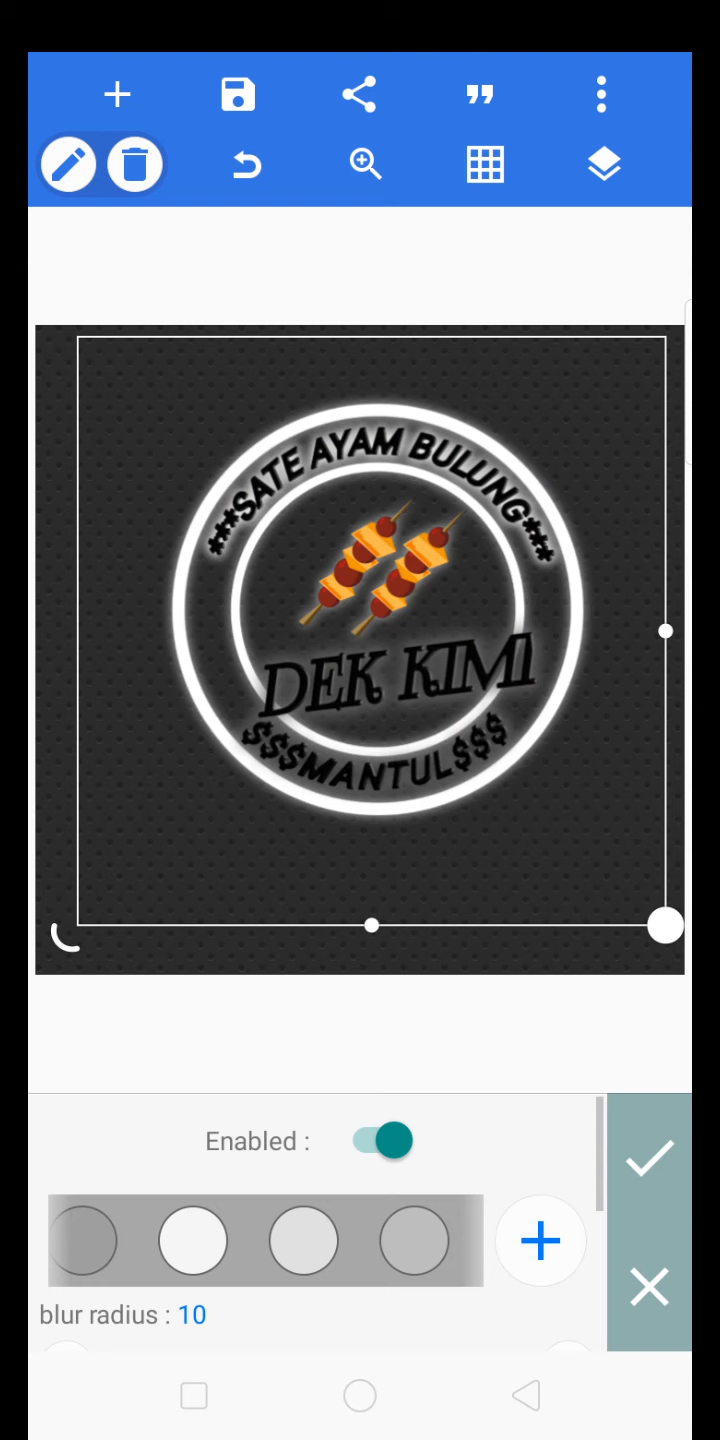 ***SATE AYAM BULUNG***
DEK KIMI
$$$MANTUL$$$
Enabled :
blur radius : 10